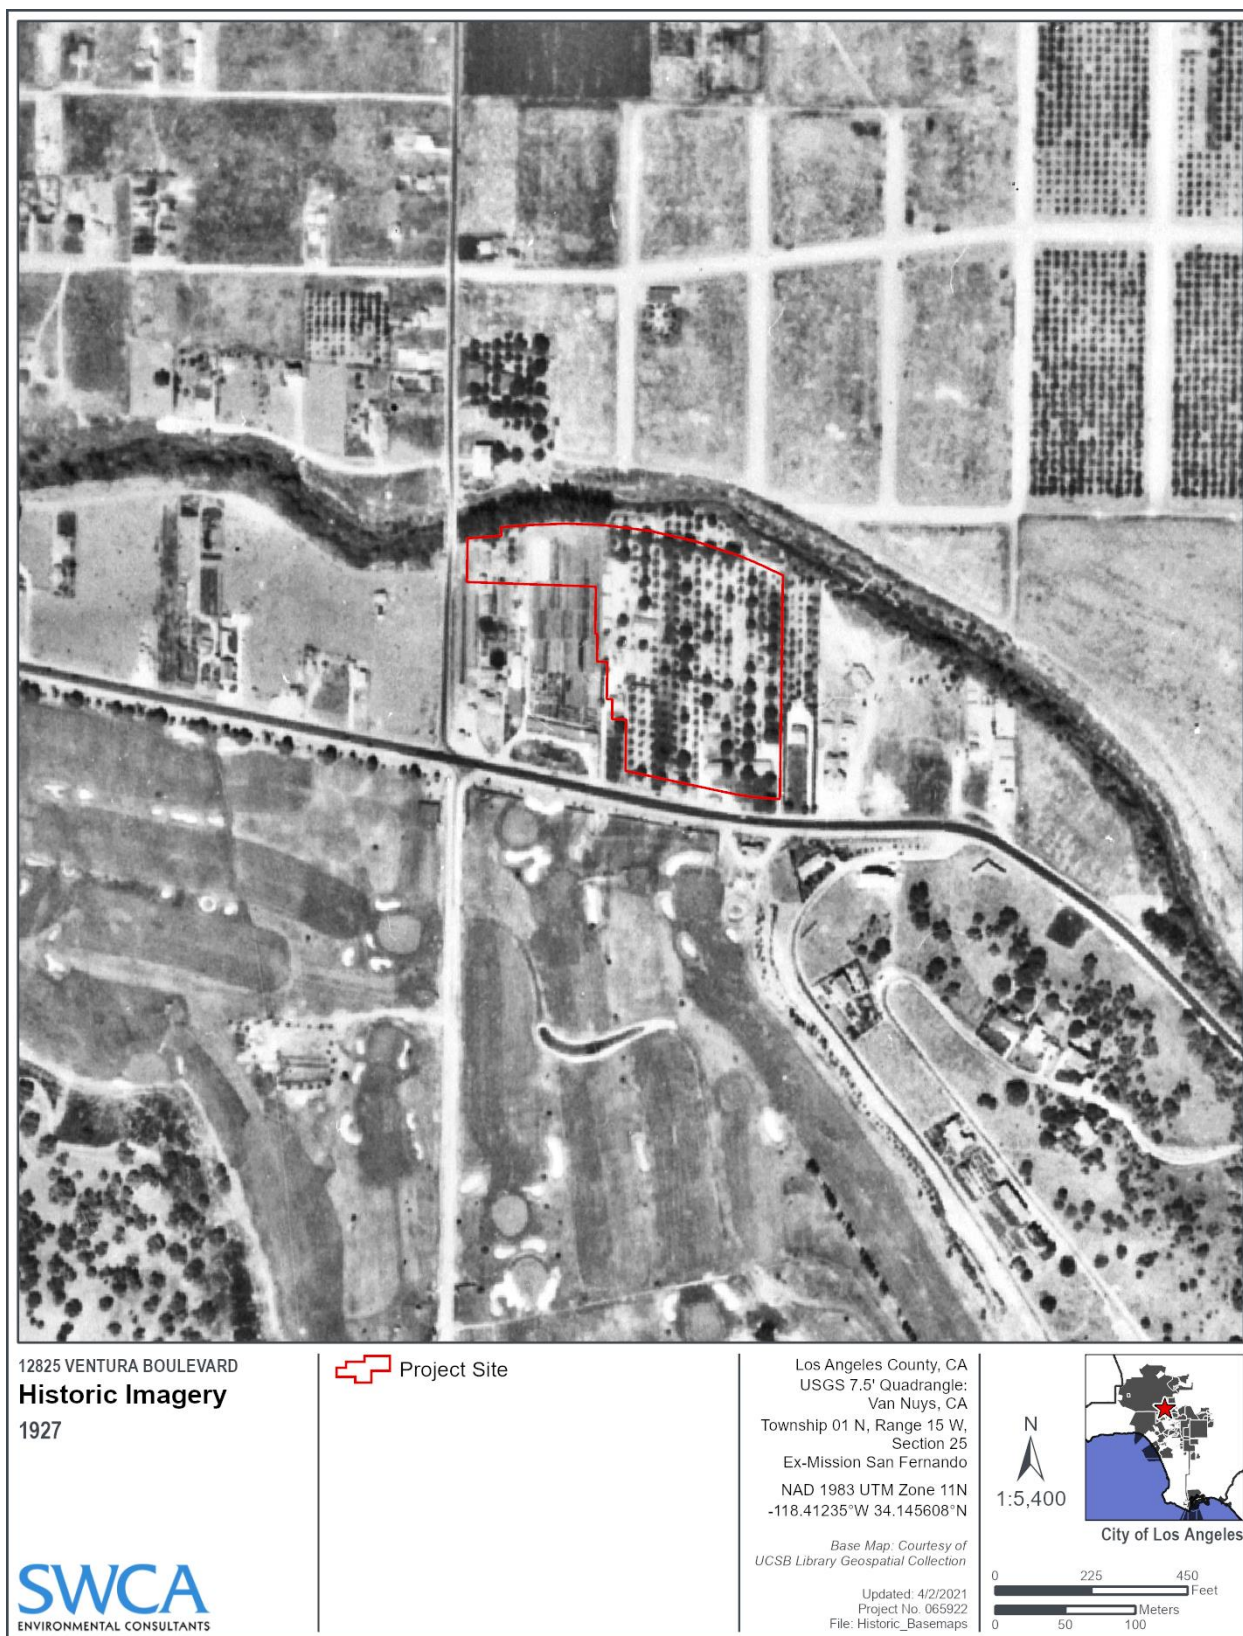 12825 VENTURA BOULEVARD
Historic Imagery
1927
SWCA
ENVIRONMENTAL CONSULTANTS
Project Site
Los Angeles County, CA
USGS 7.5' Quadrangle:
Van Nuys, CA
Township 01 N, Range 15 W,
Section 25
Ex-Mission San Fernando
NAD 1983 UTM Zone 11N
-118.41235°W 34.145608°N
Base Map: Courtesy of
UCSB Library Geospatial Collection
Updated: 4/2/2021
Project No. 065922
File: Historic_Basemaps
N
1:5,400
City of Los Angeles
0 225 450
Feet
Meters
0 50 100